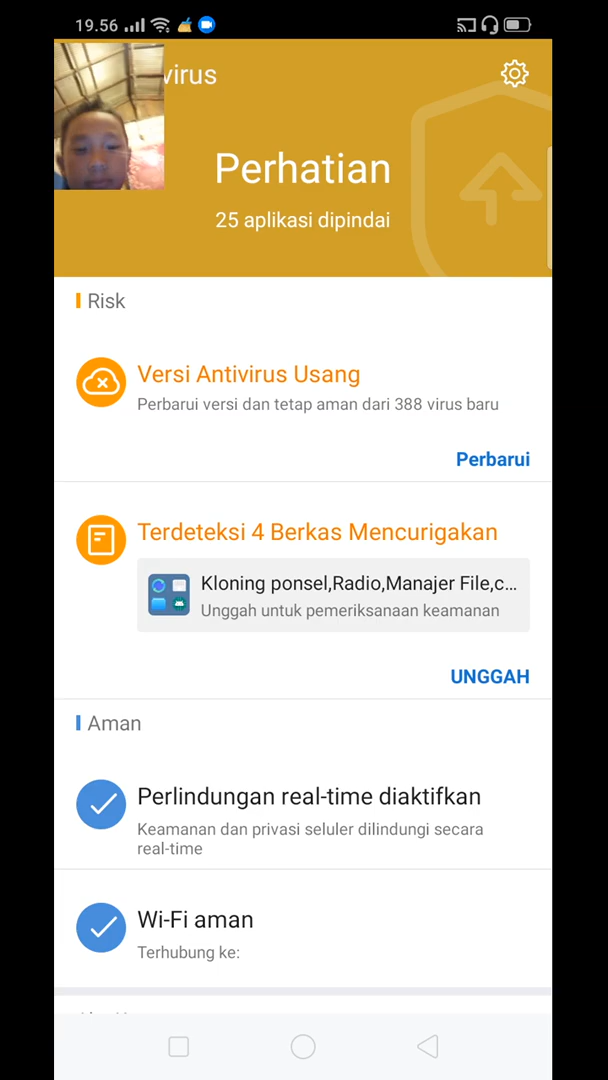 19.56
virus
Perhatian
25 aplikasi dipindai
Risk
Versi Antivirus Usang
Perbarui versi dan tetap aman dari 388 virus baru
Perbarui
Terdeteksi 4 Berkas Mencurigakan
Kloning ponsel,Radio,Manajer File,c...
Unggah untuk pemeriksaan keamanan
UNGGAH
Aman
Perlindungan real-time diaktifkan
Keamanan dan privasi seluler dilindungi secara
real-time
Wi-Fi aman
Terhubung ke: